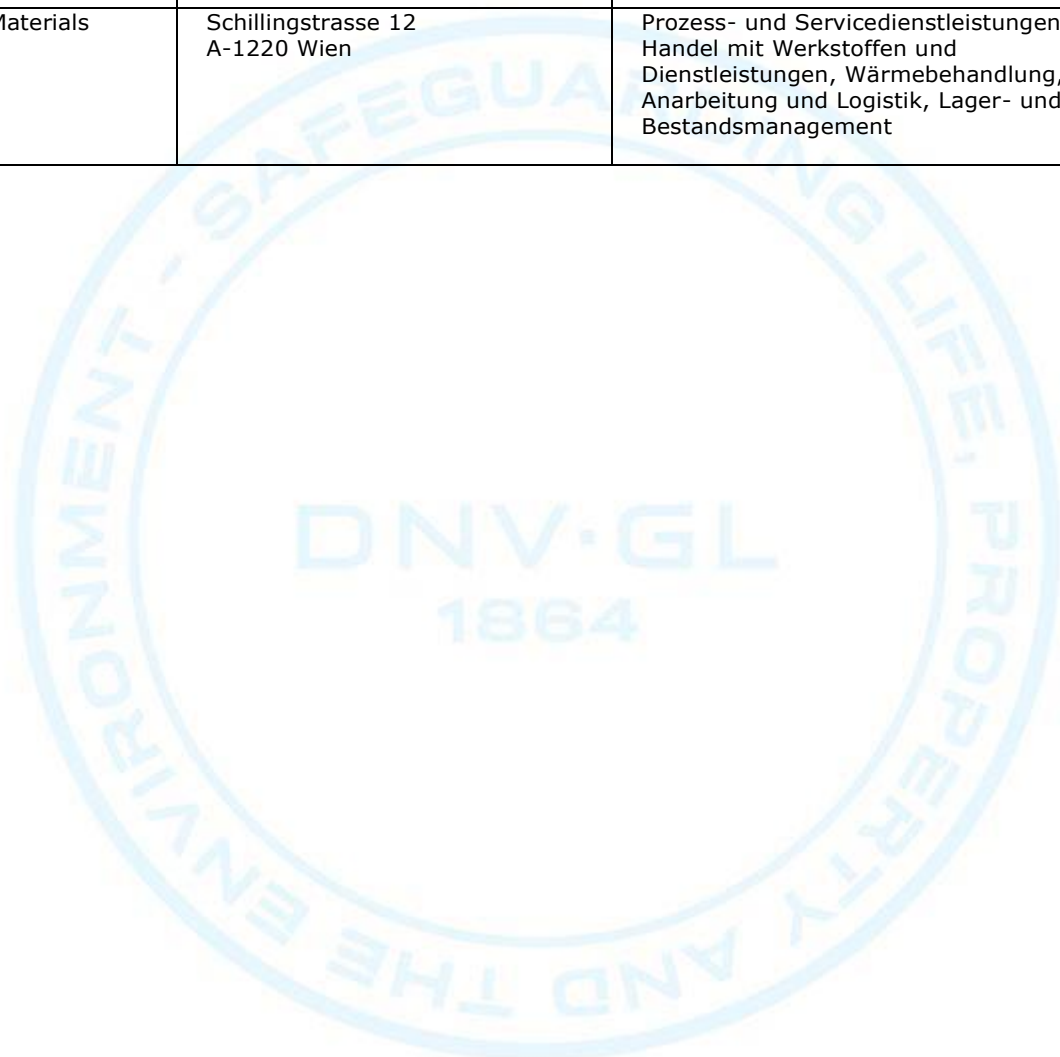 Materials
Schillingstrasse 12
A-1220 Wien
Prozess- und Servicedienstleistungen
Handel mit Werkstoffen und
Dienstleistungen, Wärmebehandlung,
Anarbeitung und Logistik, Lager- und
Bestandsmanagement
SAFEGUARDING LIFE, PROPERTY AND THE ENVIRONMENT -
DNV·GL
1864